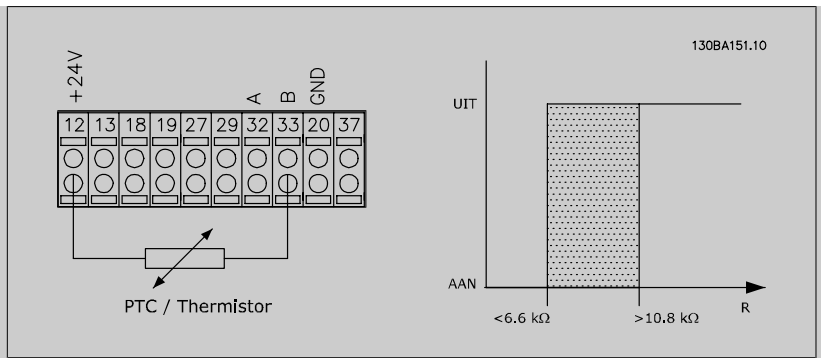 130BA151.10
+24V
A
B
GND
12 13 18 19 27 29 32 33 20 37
PTC / Thermistor
UIT
AAN
<6.6 kΩ
>10.8 kΩ
R